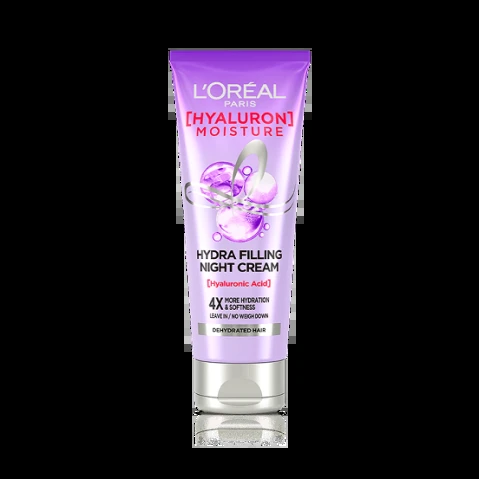 L'ORÉAL
PARIS
[HYALURON]
MOISTURE
HYDRA FILLING
NIGHT CREAM
[Hyaluronic Acid]
4X MORE HYDRATION
& SOFTNESS
LEAVE IN / NO WEIGH DOWN
DEHYDRATED HAIR